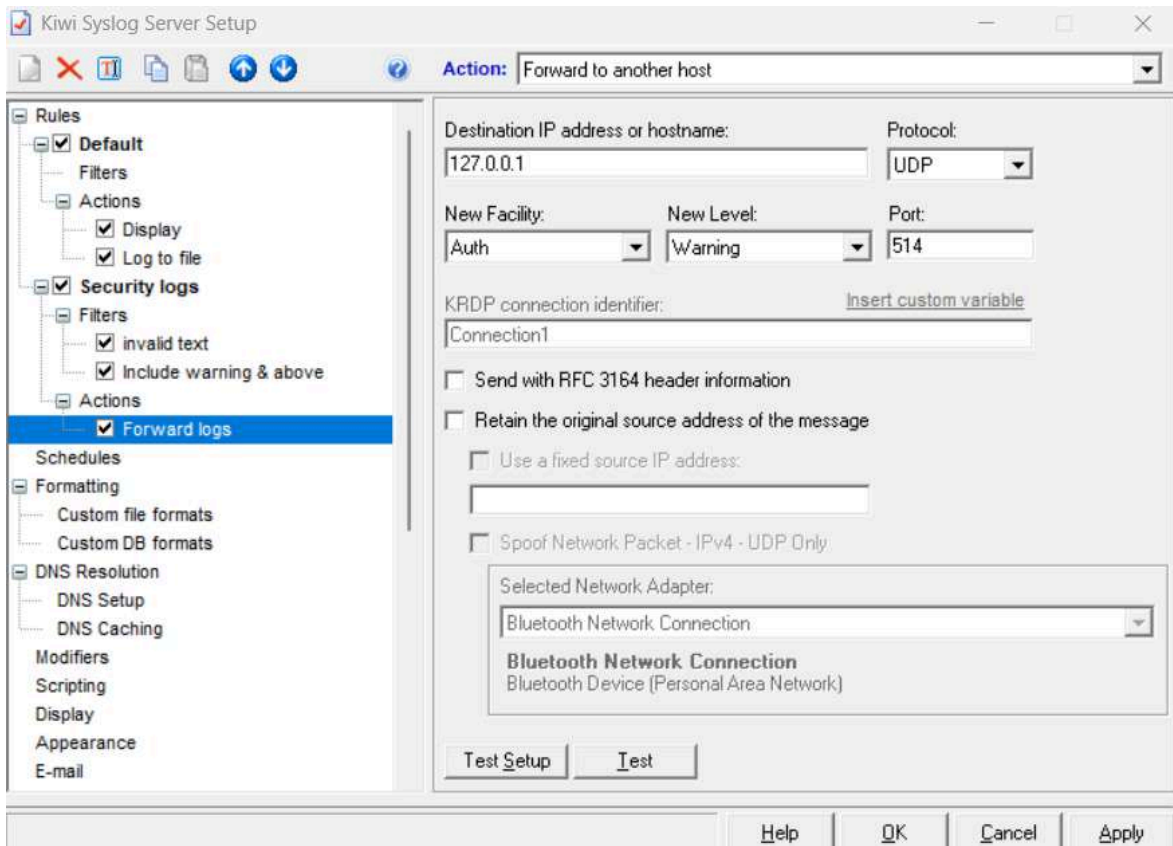 Kiwi Syslog Server Setup
Action: Forward to another host
Rules
Default
Filters
Actions
Display
Log to file
Security logs
Filters
invalid text
Include warning & above
Actions
Forward logs
Schedules
Formatting
Custom file formats
Custom DB formats
DNS Resolution
DNS Setup
DNS Caching
Modifiers
Scripting
Display
Appearance
E-mail
Destination IP address or hostname: Protocol:
127.0.0.1 UDP
New Facility: New Level: Port:
Auth Warning 514
KRDP connection identifier: Insert custom variable
Connection1
Send with RFC 3164 header information
Retain the original source address of the message
Use a fixed source IP address:
Spoof Network Packet - IPv4 - UDP Only
Selected Network Adapter:
Bluetooth Network Connection
Bluetooth Network Connection
Bluetooth Device (Personal Area Network)
Test Setup Test
Help OK Cancel Apply